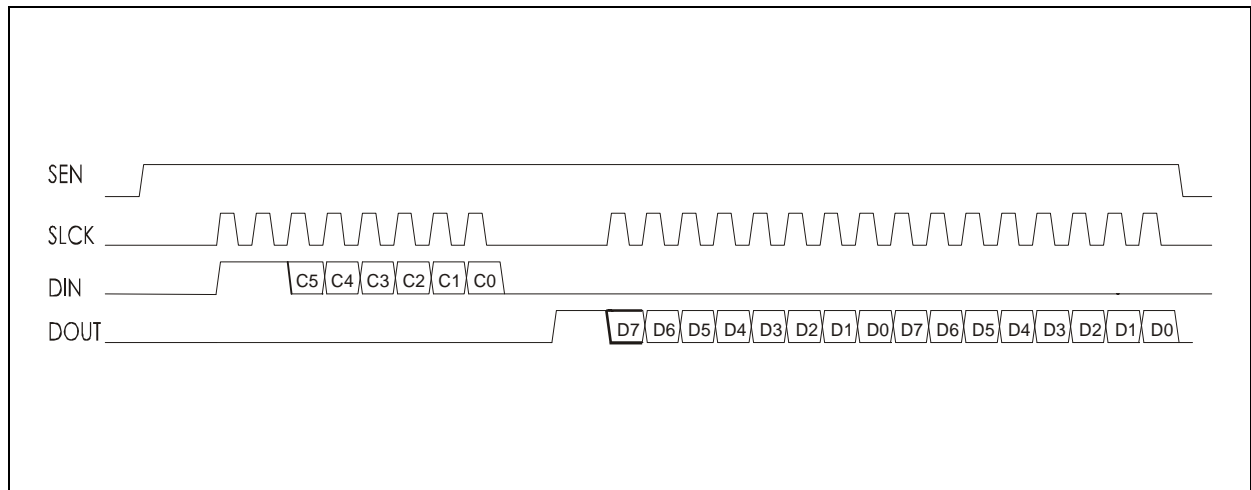 SEN
SLCK
DIN C5 C4 C3 C2 C1 C0
DOUT D7 D6 D5 D4 D3 D2 D1 D0 D7 D6 D5 D4 D3 D2 D1 D0